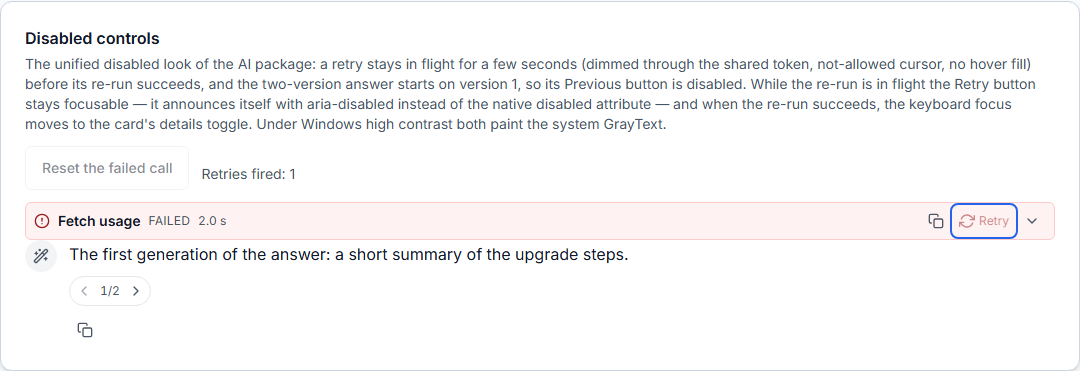 Disabled controls
The unified disabled look of the AI package: a retry stays in flight for a few seconds (dimmed through the shared token, not-allowed cursor, no hover fill)
before its re-run succeeds, and the two-version answer starts on version 1, so its Previous button is disabled. While the re-run is in flight the Retry button
stays focusable — it announces itself with aria-disabled instead of the native disabled attribute — and when the re-run succeeds, the keyboard focus
moves to the card's details toggle. Under Windows high contrast both paint the system GrayText.
Reset the failed call Retries fired: 1
Fetch usage FAILED 2.0 s Retry
The first generation of the answer: a short summary of the upgrade steps.
1/2